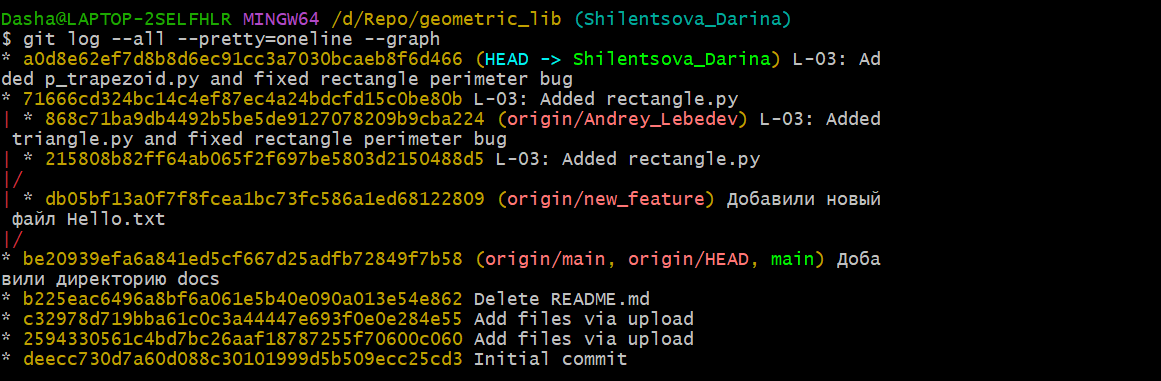 Dasha@LAPTOP-2SELFHLR MINGW64 /d/Repo/geometric_lib (Shilentsova_Darina)
$ git log --all --pretty=oneline --graph
* a0d8e62ef7d8b8d6ec91cc3a7030bcaeb8f6d466 (HEAD -> Shilentsova_Darina) L-03: Ad
ded p_trapezoid.py and fixed rectangle perimeter bug
* 71666cd324bc14c4ef87ec4a24bdcfd15c0be80b L-03: Added rectangle.py
| * 868c71ba9db4492b5be5de9127078209b9cba224 (origin/Andrey_Lebedev) L-03: Added
 triangle.py and fixed rectangle perimeter bug
| * 215808b82ff64ab065f2f697be5803d2150488d5 L-03: Added rectangle.py
|/
| * db05bf13a0f7f8fcea1bc73fc586a1ed68122809 (origin/new_feature) Добавили новый
 файл Hello.txt
|/
* be20939efa6a841ed5cf667d25adfb72849f7b58 (origin/main, origin/HEAD, main) Доба
вили директорию docs
* b225eac6496a8bf6a061e5b40e090a013e54e862 Delete README.md
* c32978d719bba61c0c3a44447e693f0e0e284e55 Add files via upload
* 2594330561c4bd7bc26aaf18787255f70600c060 Add files via upload
* deecc730d7a60d088c30101999d5b509ecc25cd3 Initial commit